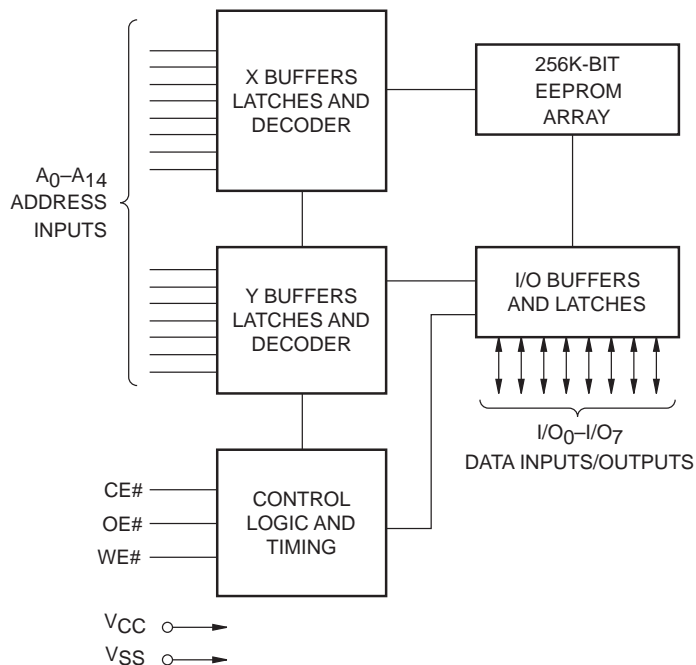 X BUFFERS
LATCHES AND
DECODER
256K-BIT
EEPROM
ARRAY
A0–A14
ADDRESS
INPUTS
Y BUFFERS
LATCHES AND
DECODER
I/O BUFFERS
AND LATCHES
I/O0–I/O7
DATA INPUTS/OUTPUTS
CE#
OE#
WE#
CONTROL
LOGIC AND
TIMING
VCC
VSS